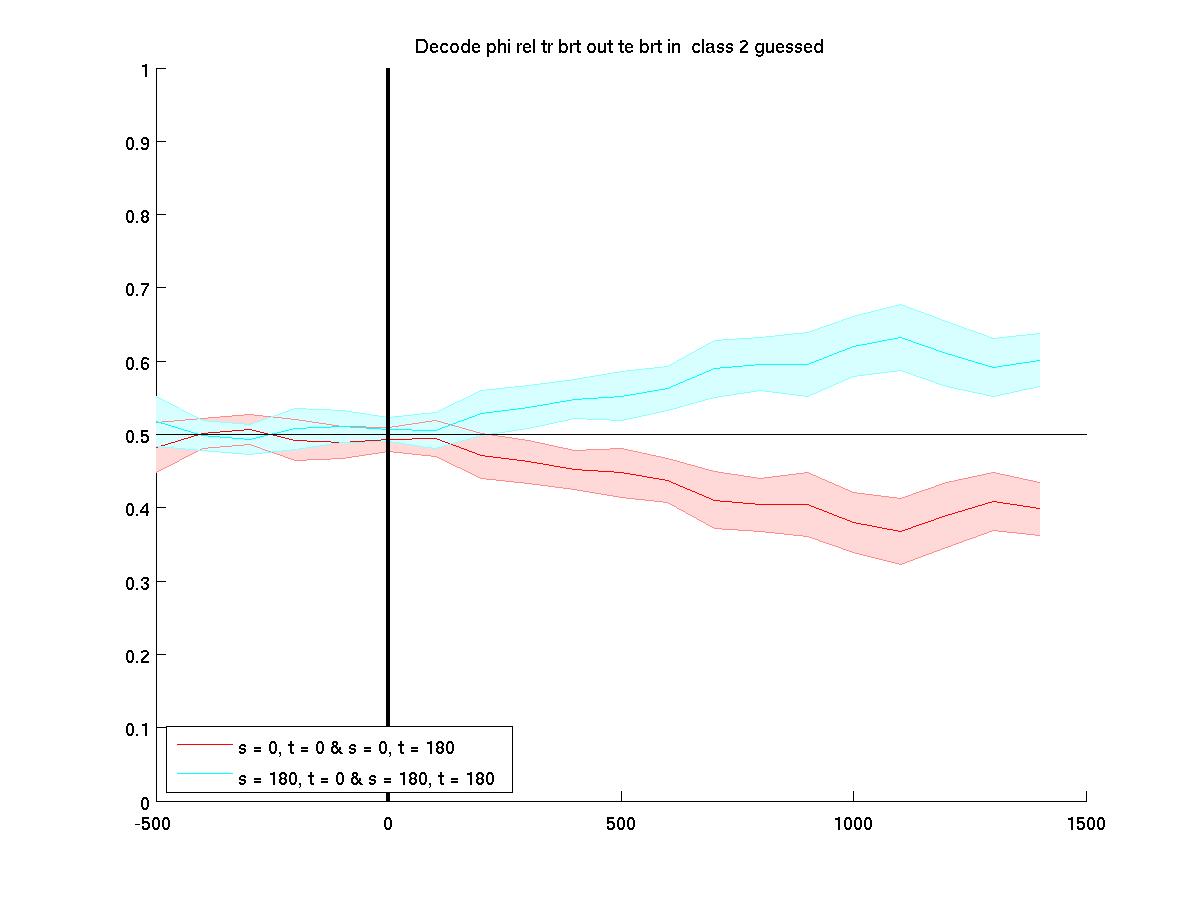 Decode phi rel tr brt out te brt in  class 2 guessed
1
0.9
0.8
0.7
0.6
0.5
0.4
0.3
0.2
0.1
0
s = 0, t = 0 & s = 0, t = 180
s = 180, t = 0 & s = 180, t = 180
-500 0 500 1000 1500